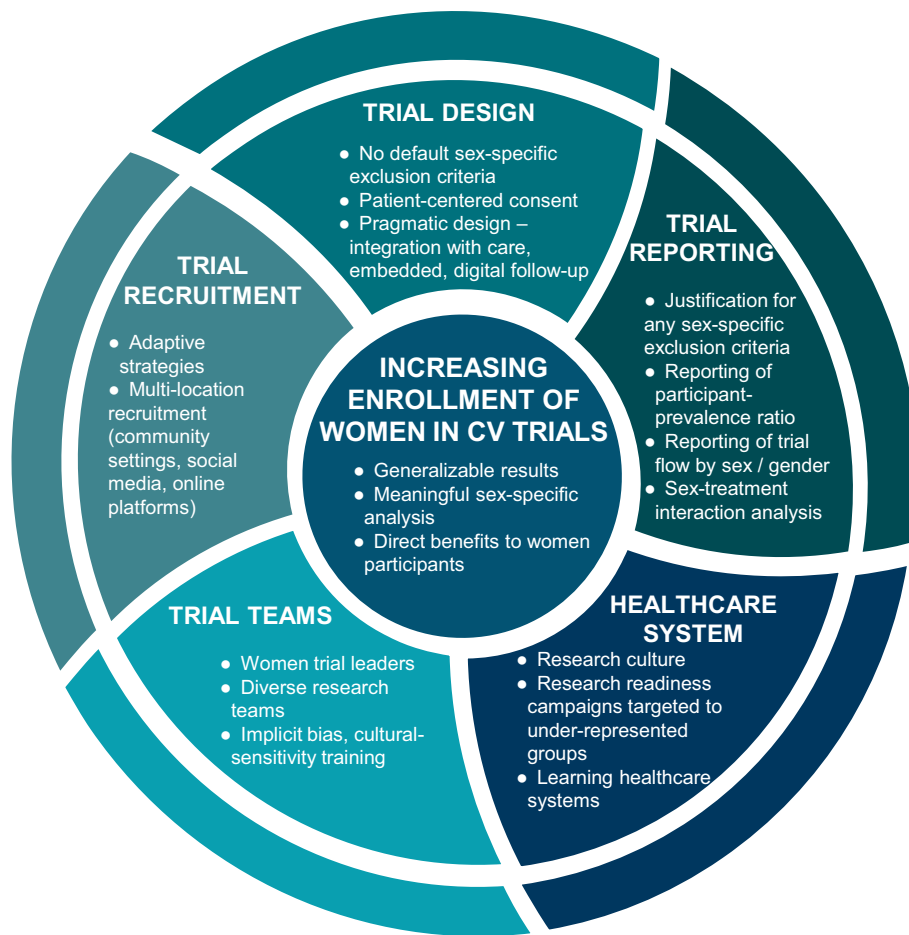 TRIAL DESIGN
● No default sex-specific
exclusion criteria
● Patient-centered consent
● Pragmatic design –
integration with care,
embedded, digital follow-up
TRIAL
REPORTING
● Justification for
any sex-specific
exclusion criteria
● Reporting of
participant-
prevalence ratio
● Reporting of trial
flow by sex / gender
● Sex-treatment
interaction analysis
TRIAL
RECRUITMENT
● Adaptive
strategies
● Multi-location
recruitment
(community
settings, social
media, online
platforms)
INCREASING
ENROLLMENT OF
WOMEN IN CV TRIALS
● Generalizable results
● Meaningful sex-specific
analysis
● Direct benefits to women
participants
TRIAL TEAMS
● Women trial leaders
● Diverse research
teams
● Implicit bias, cultural-
sensitivity training
HEALTHCARE
SYSTEM
● Research culture
● Research readiness
campaigns targeted to
under-represented
groups
● Learning healthcare
systems